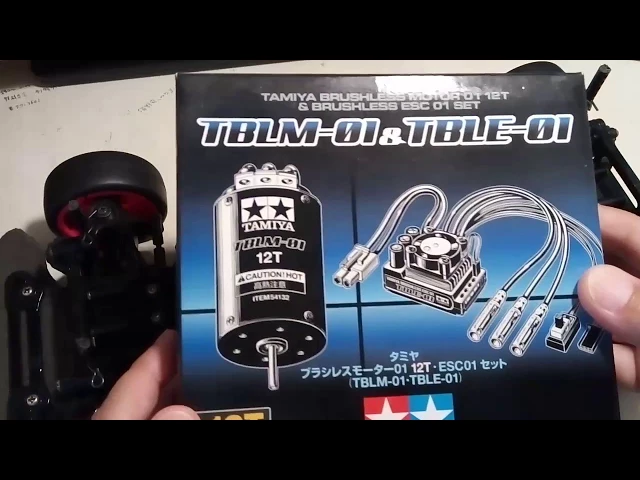 TAMIYA BRUSHLESS MOTOR 01 12T
& BRUSHLESS ESC 01 SET
TBLM-01 & TBLE-01
TAMIYA
TBLM-01
12T
CAUTION! HOT
高熱注意
ITEM54132
タミヤ
ブラシレスモーター01 12T・ESC01 セット
(TBLM-01・TBLE-01)
12T